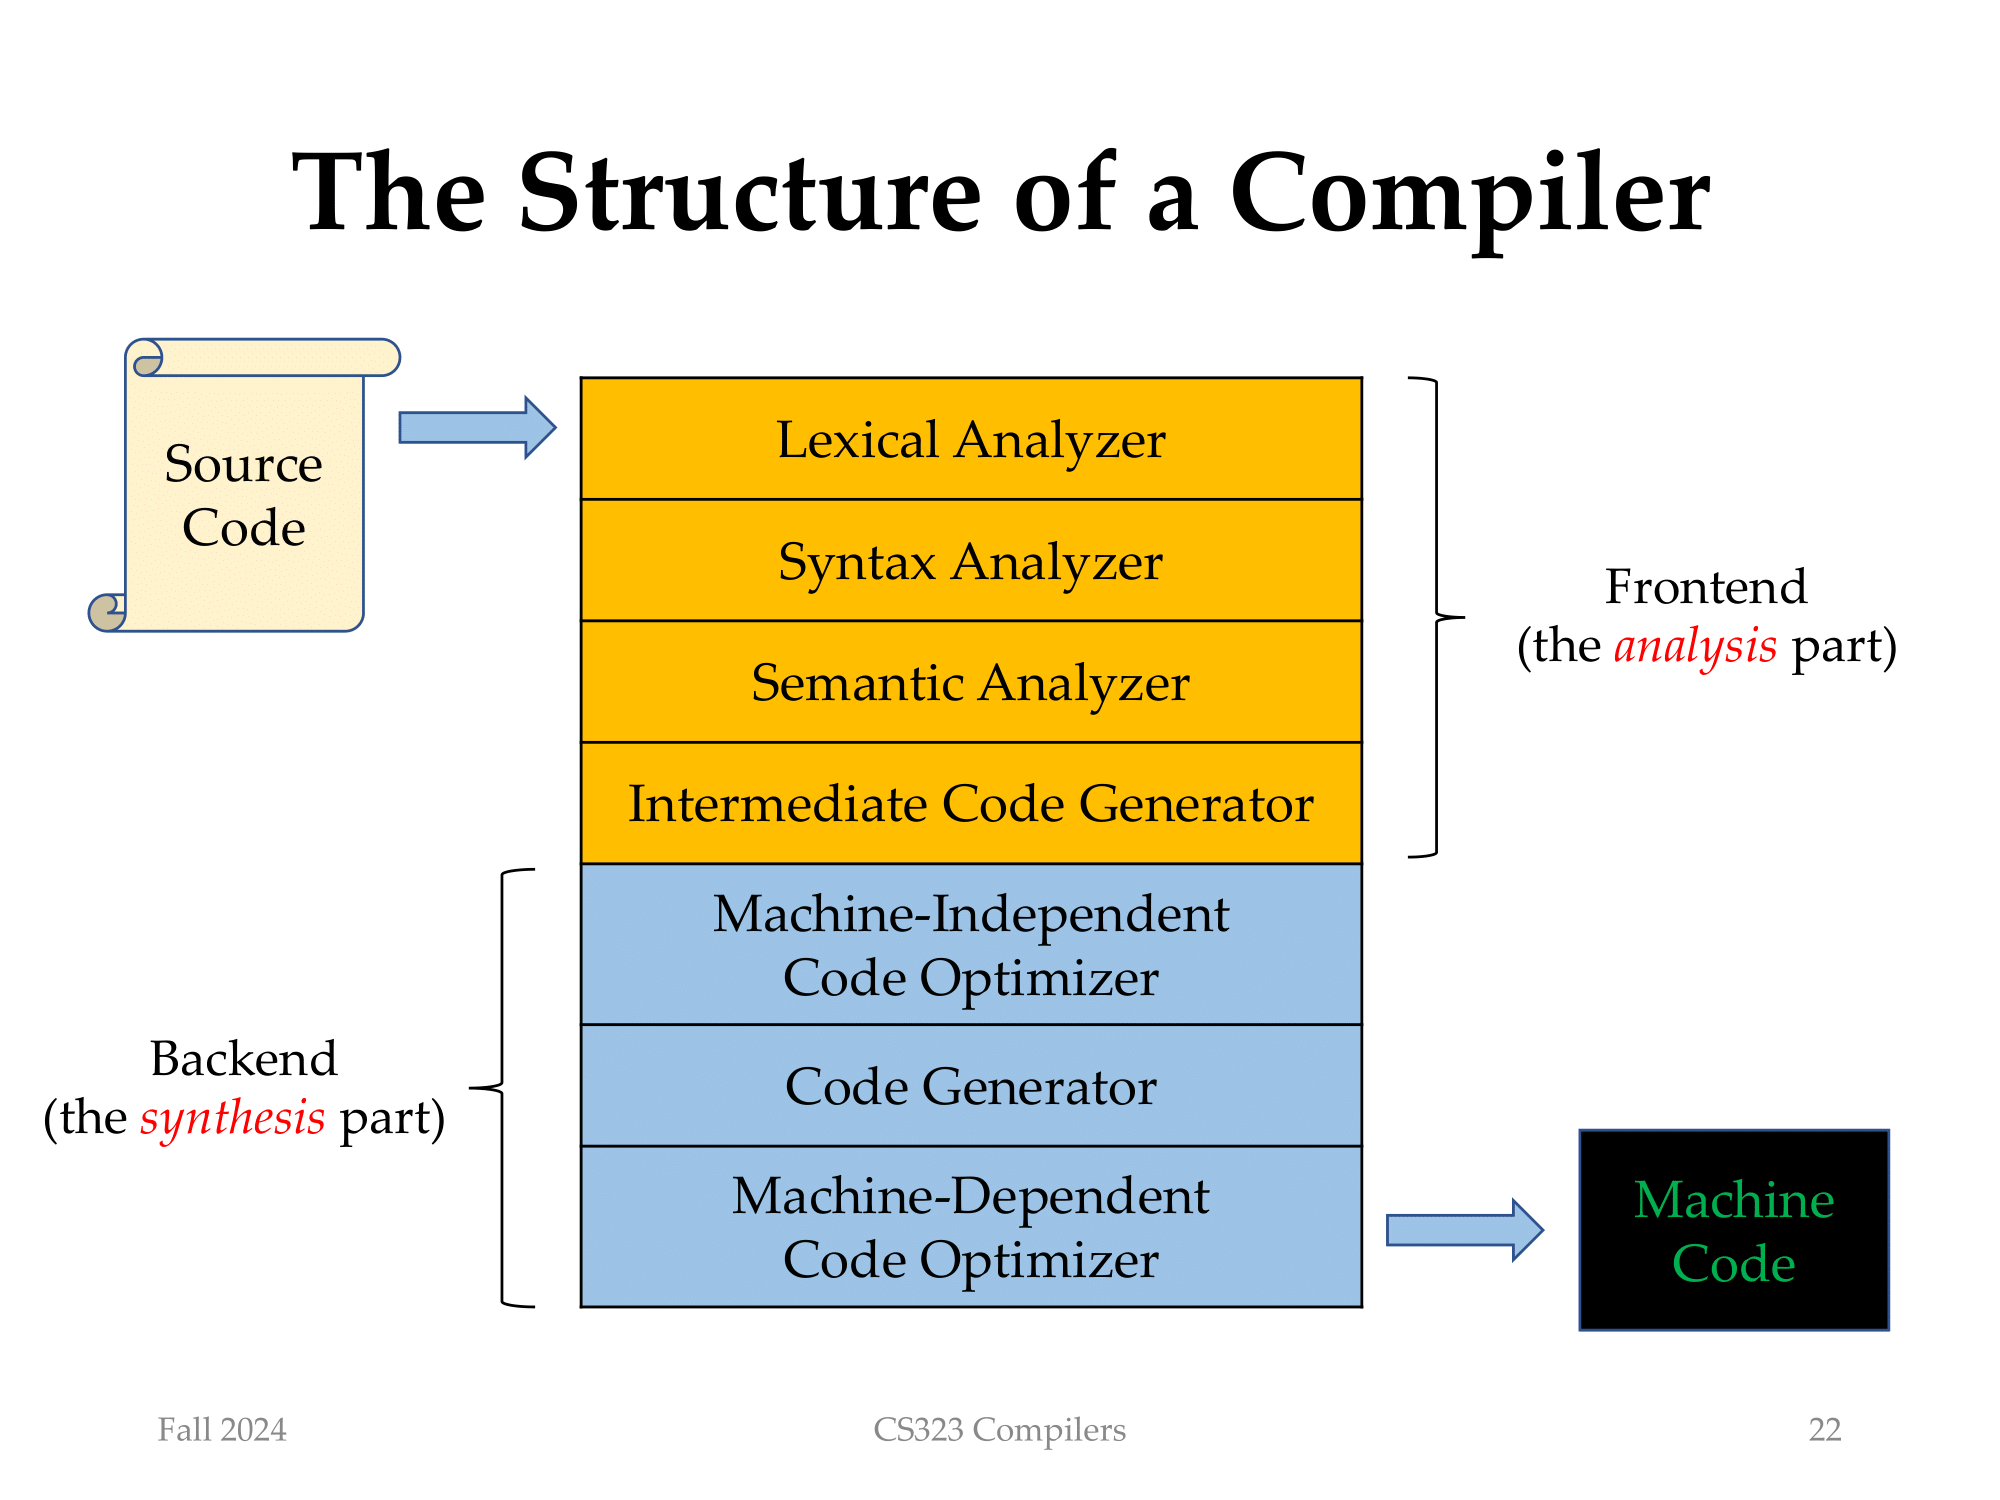 The Structure of a Compiler
Source
Code
Lexical Analyzer
Syntax Analyzer
Semantic Analyzer
Intermediate Code Generator
Frontend
(the analysis part)
Machine-Independent
Code Optimizer
Code Generator
Machine-Dependent
Code Optimizer
Backend
(the synthesis part)
Machine
Code
Fall 2024
CS323 Compilers
22